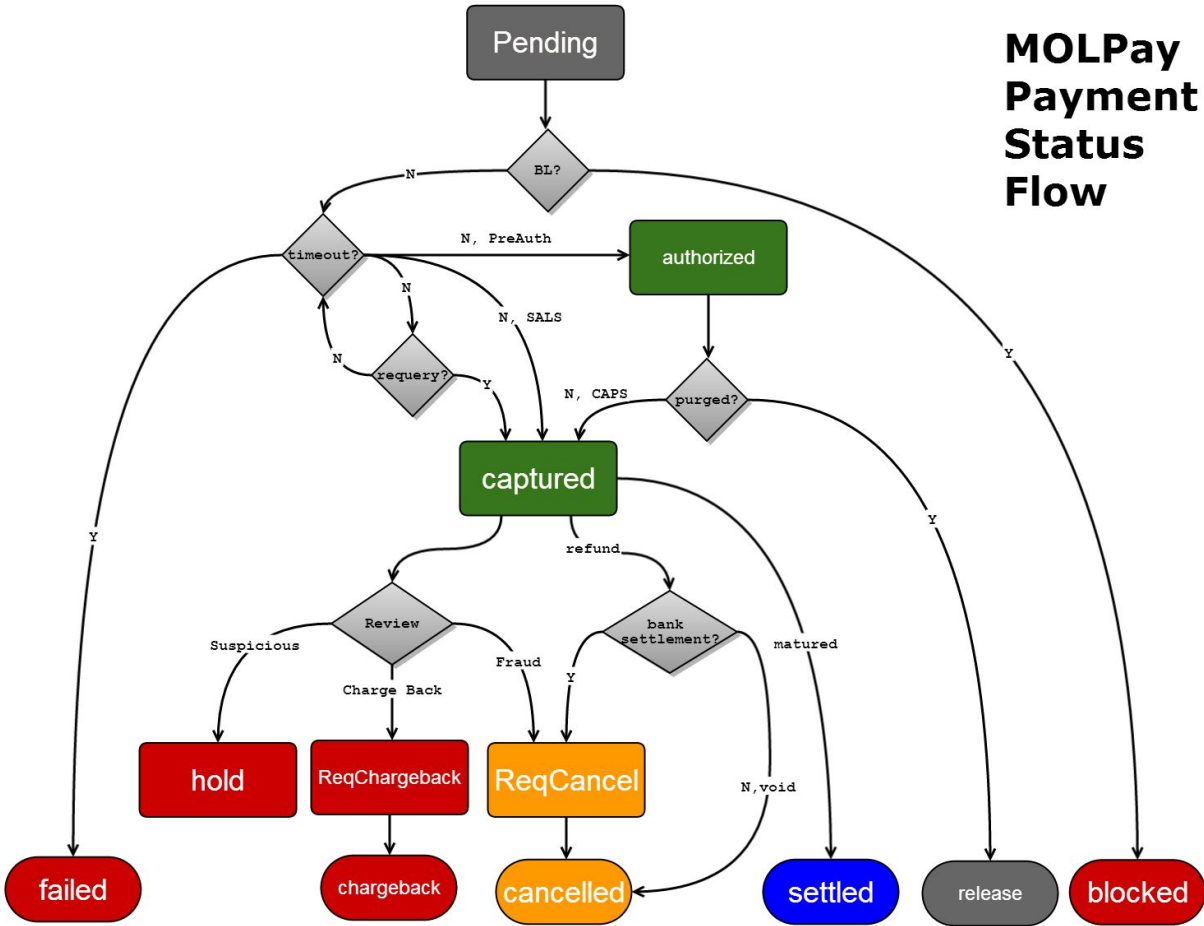 Pending
MOLPay
Payment
Status
Flow
BL?
N
timeout?
N, PreAuth
authorized
N
N, SALS
N
requery?
Y
N, CAPS
purged?
Y
captured
Y
refund
Y
Review
bank
settlement?
Suspicious
Fraud
matured
Charge Back
Y
hold
ReqChargeback
ReqCancel
N,void
failed
chargeback
cancelled
settled
release
blocked